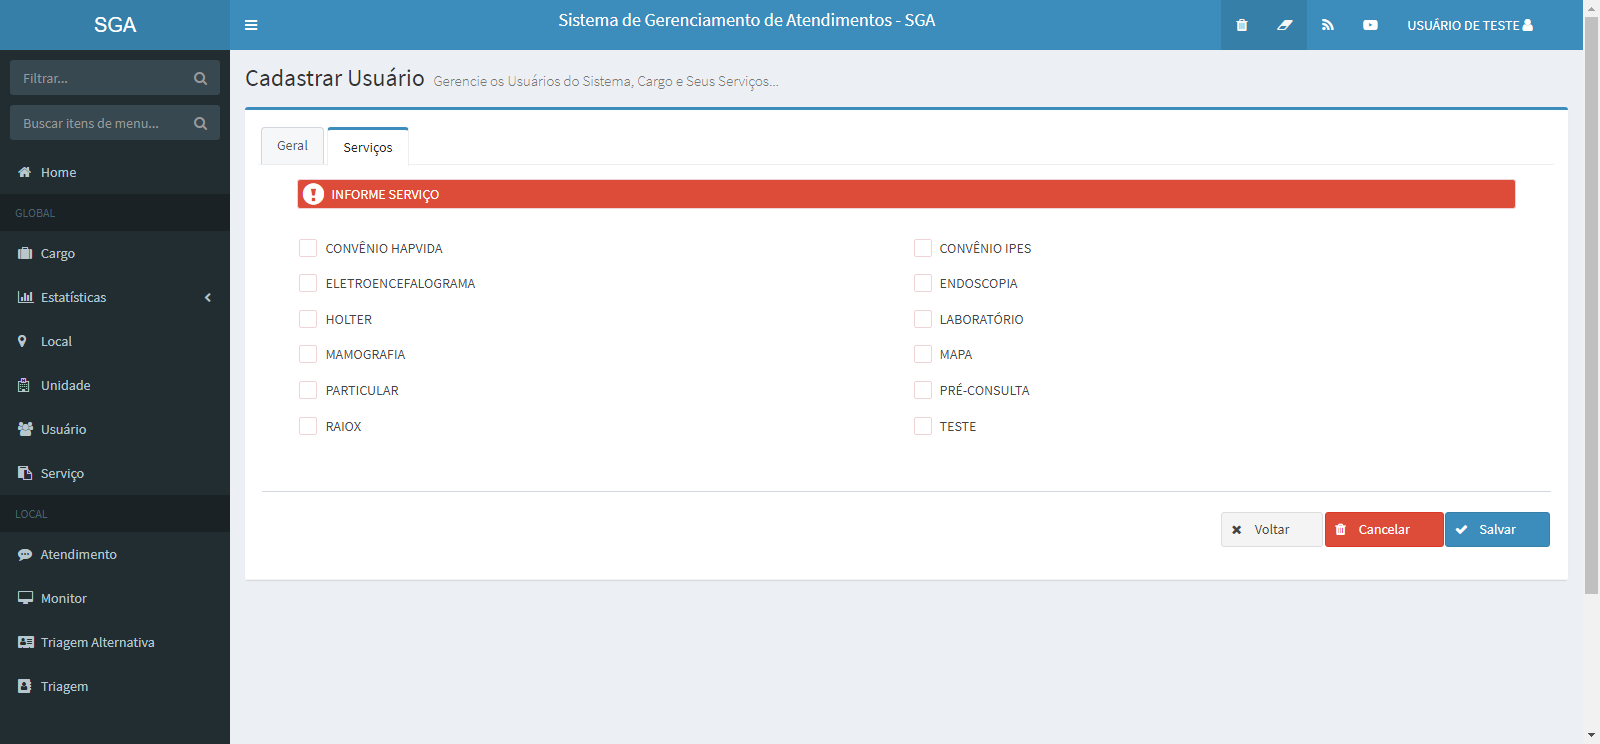 SGA
Sistema de Gerenciamento de Atendimentos - SGA
USUÁRIO DE TESTE
Filtrar...
Buscar itens de menu...
Home
GLOBAL
Cargo
Estatísticas
Local
Unidade
Usuário
Serviço
LOCAL
Atendimento
Monitor
Triagem Alternativa
Triagem
Cadastrar Usuário Gerencie os Usuários do Sistema, Cargo e Seus Serviços...
Geral Serviços
INFORME SERVIÇO
CONVÊNIO HAPVIDA CONVÊNIO IPES
ELETROENCEFALOGRAMA ENDOSCOPIA
HOLTER LABORATÓRIO
MAMOGRAFIA MAPA
PARTICULAR PRÉ-CONSULTA
RAIOX TESTE
Voltar Cancelar Salvar